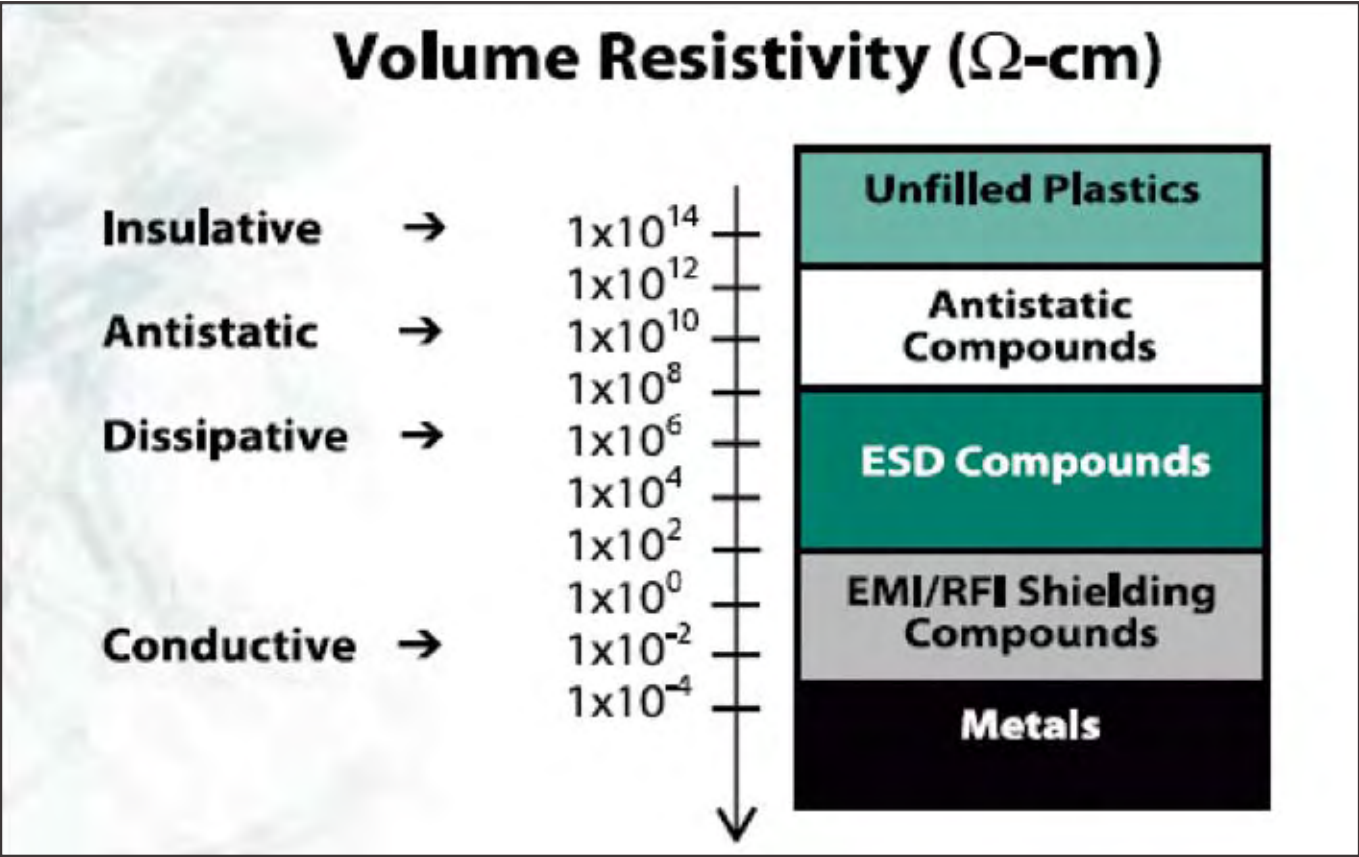 Volume Resistivity (Ω-cm)
Insulative → 1x10¹⁴
1x10¹²
Antistatic → 1x10¹⁰
1x10⁸
Dissipative → 1x10⁶
1x10⁴
1x10²
1x10⁰
Conductive → 1x10⁻²
1x10⁻⁴
Unfilled Plastics
Antistatic
Compounds
ESD Compounds
EMI/RFI Shielding
Compounds
Metals